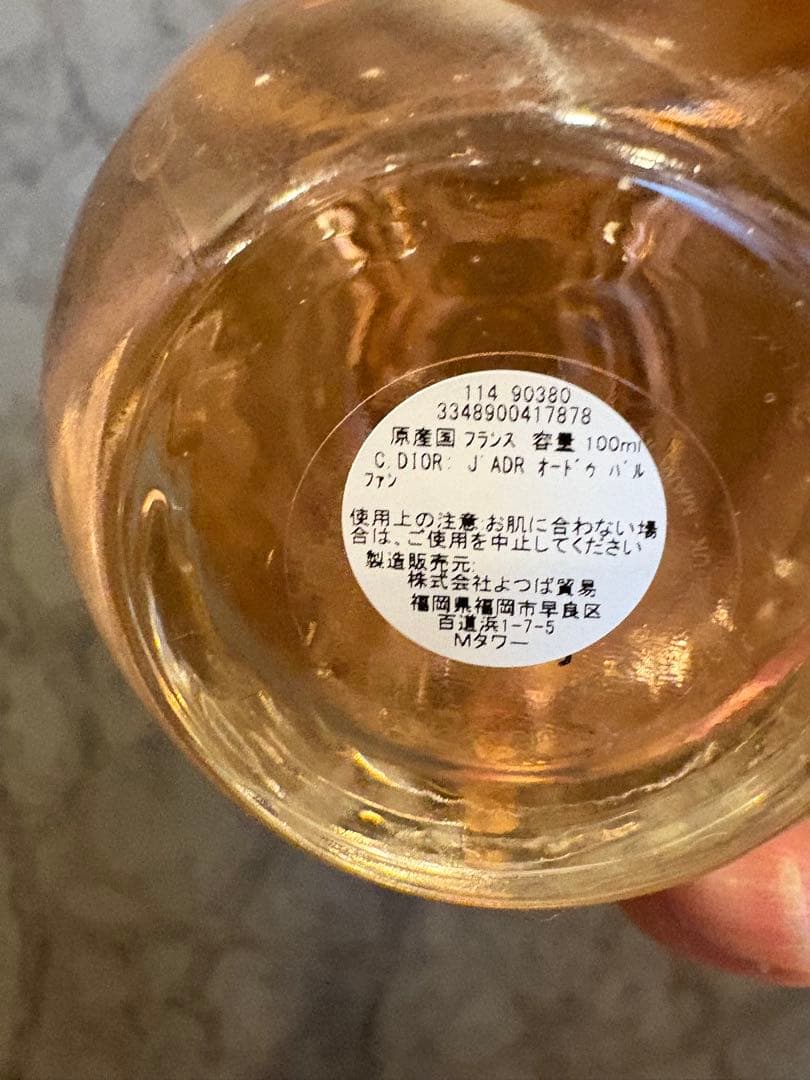 114 90380
3348900417878
原産国 フランス 容量 100ml
C.DIOR: J'ADR オードゥ パル
ファン
使用上の注意:お肌に合わない場
合は、ご使用を中止してください
製造販売元:
株式会社よつば貿易
福岡県福岡市早良区
百道浜1-7-5
Mタワー